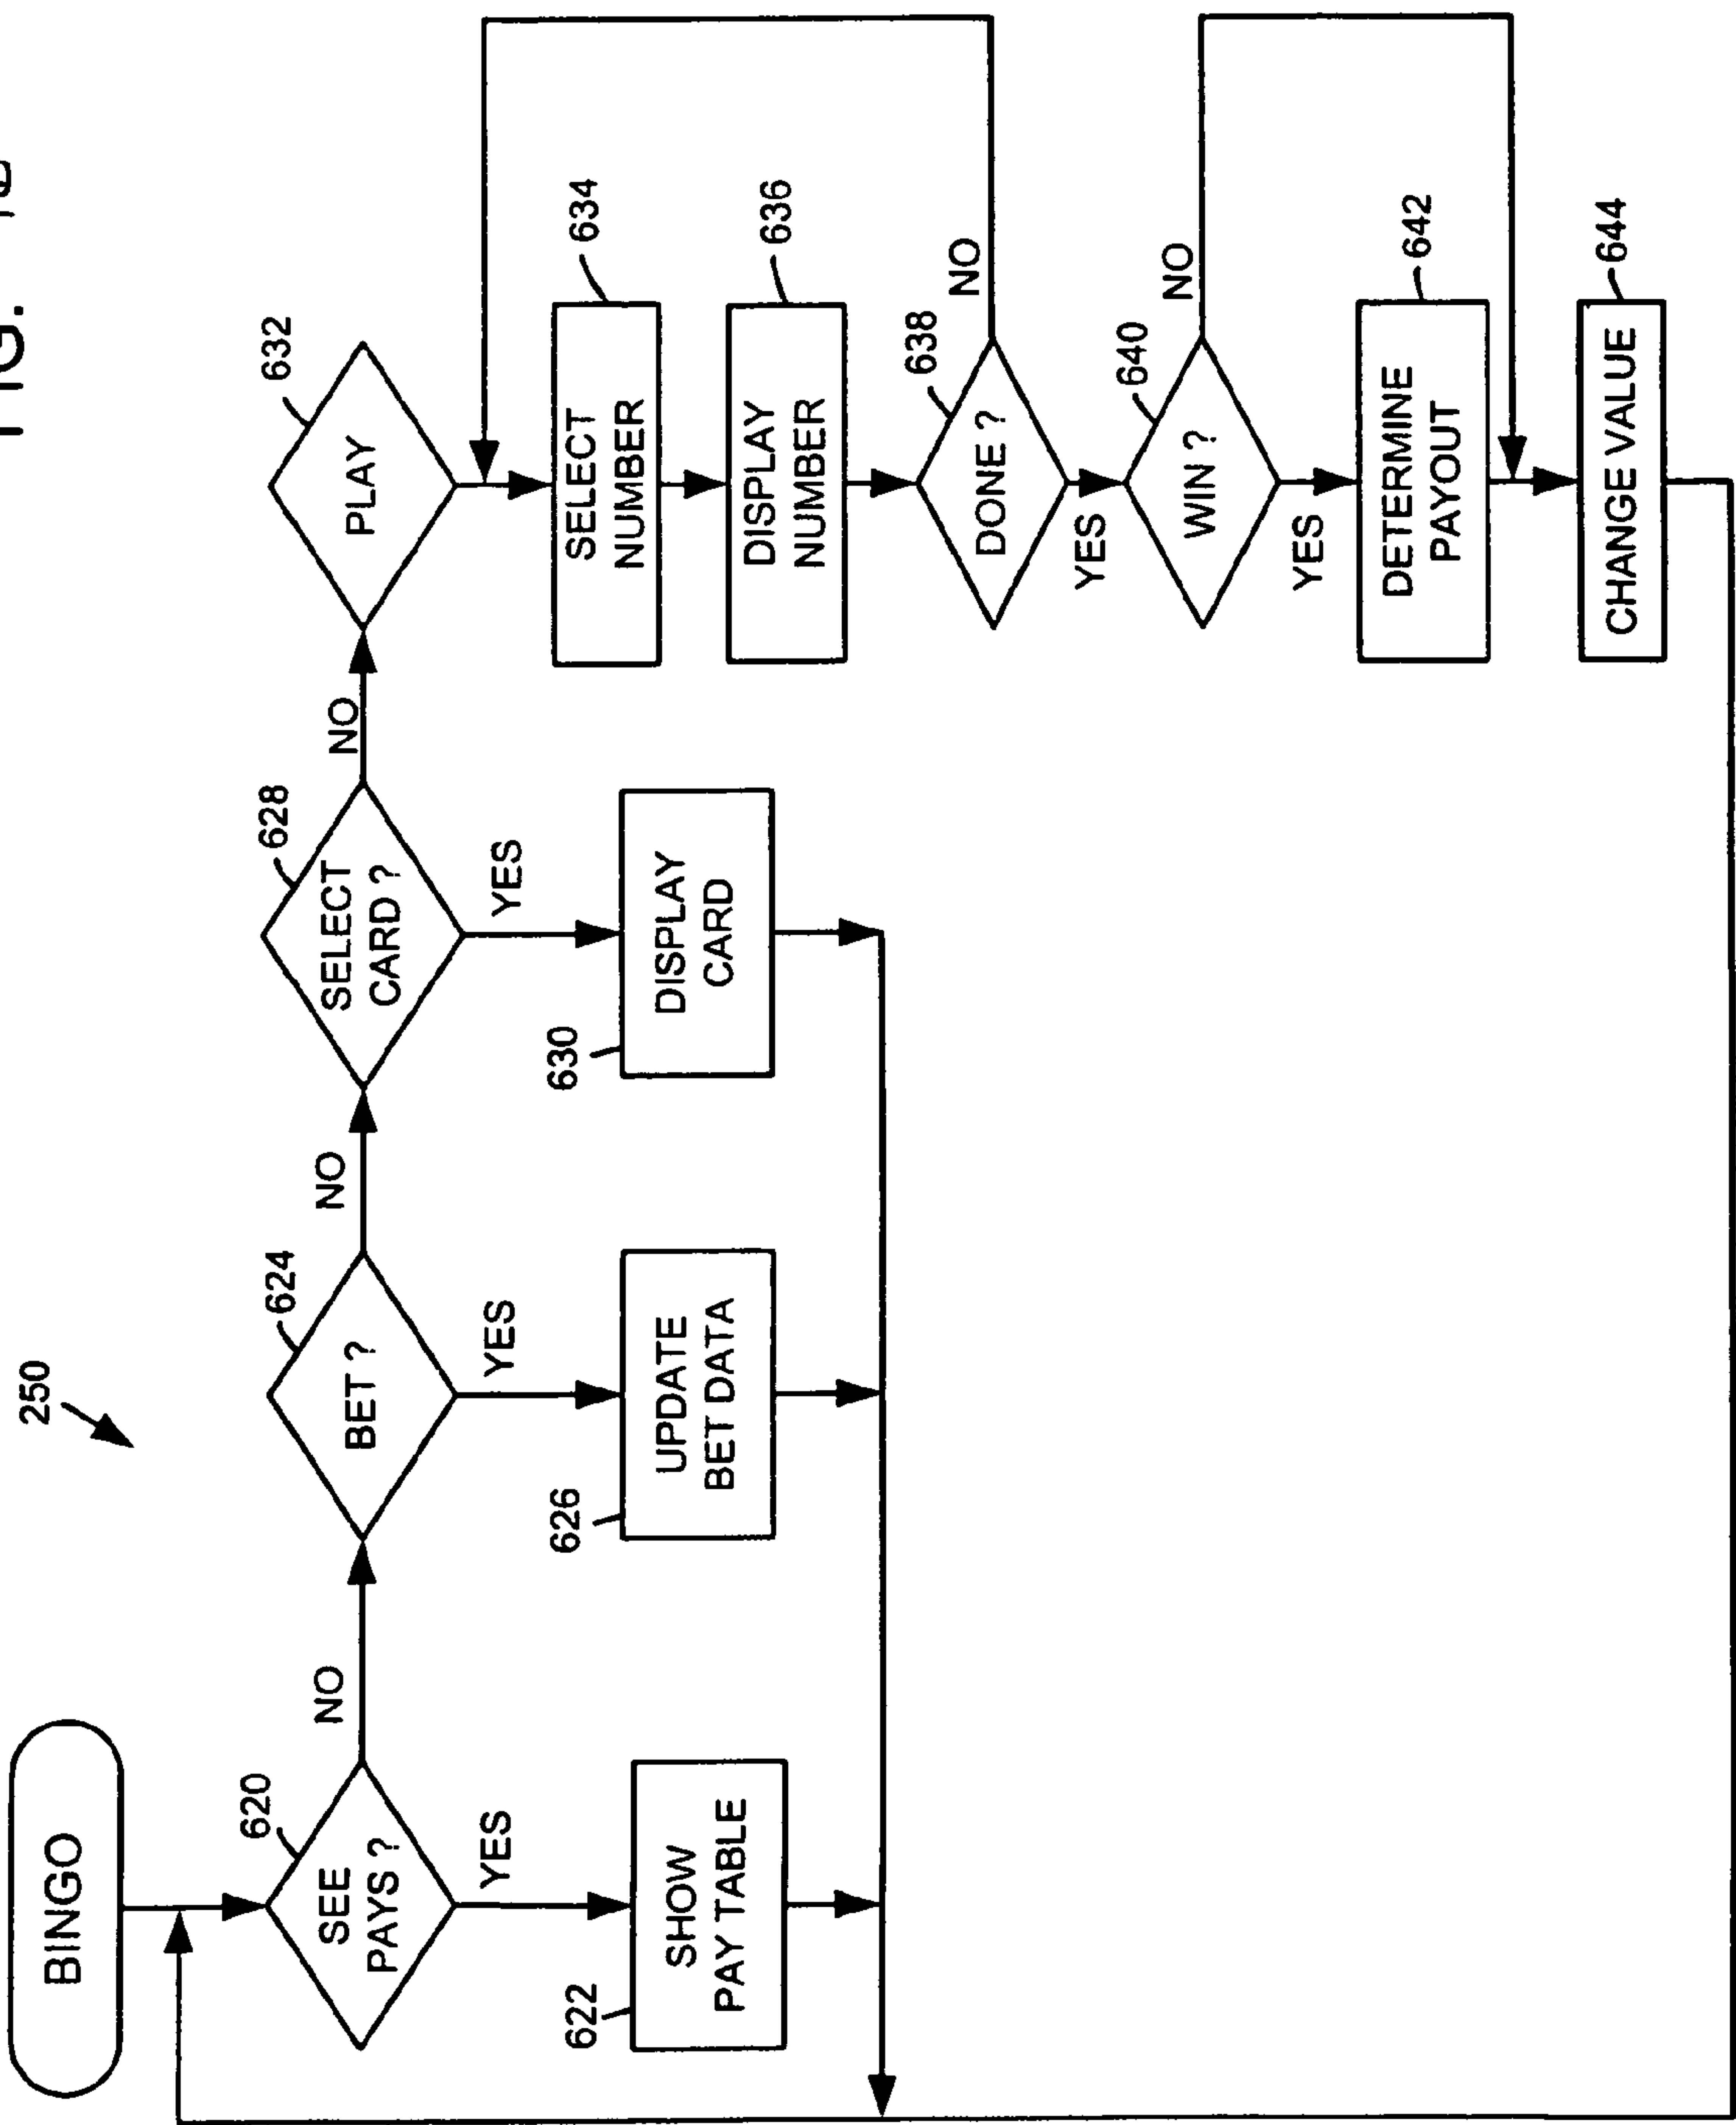 FIG.
250
BINGO
620
SEE
PAYS ?
NO
YES
622
SHOW
PAY TABLE
624
BET ?
NO
YES
626
UPDATE
BET DATA
628
SELECT
CARD ?
NO
YES
630
DISPLAY
CARD
632
PLAY
634
SELECT
NUMBER
636
DISPLAY
NUMBER
638
DONE ?
NO
YES
640
WIN ?
NO
YES
642
DETERMINE
PAYOUT
644
CHANGE VALUE